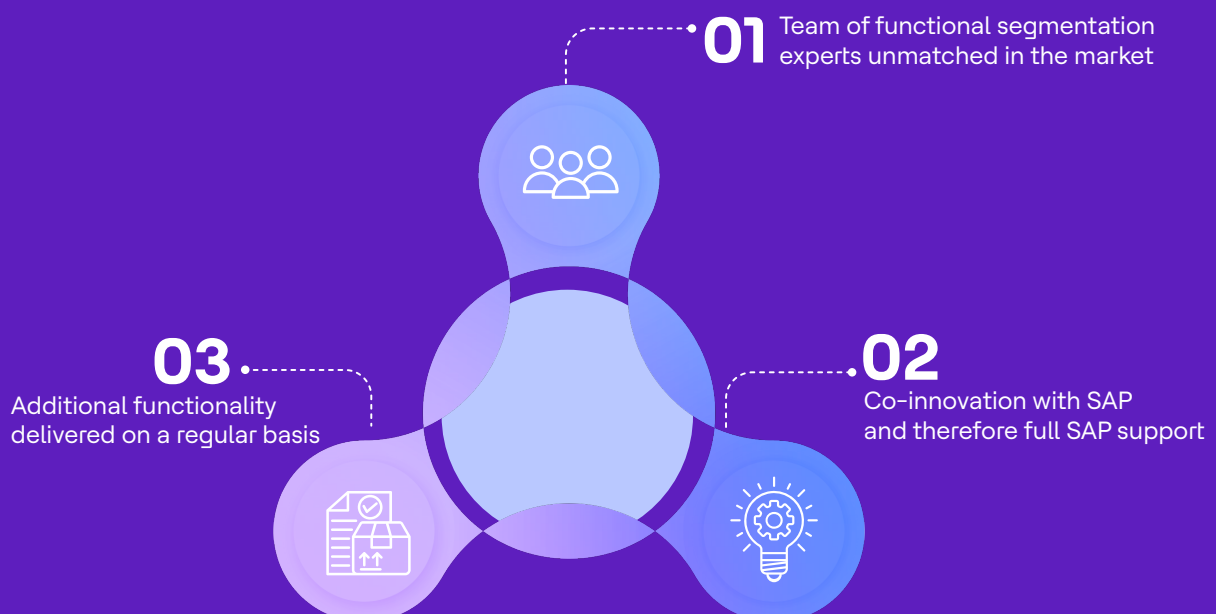 01
Team of functional segmentation
experts unmatched in the market
02
Co-innovation with SAP
and therefore full SAP support
03
Additional functionality
delivered on a regular basis